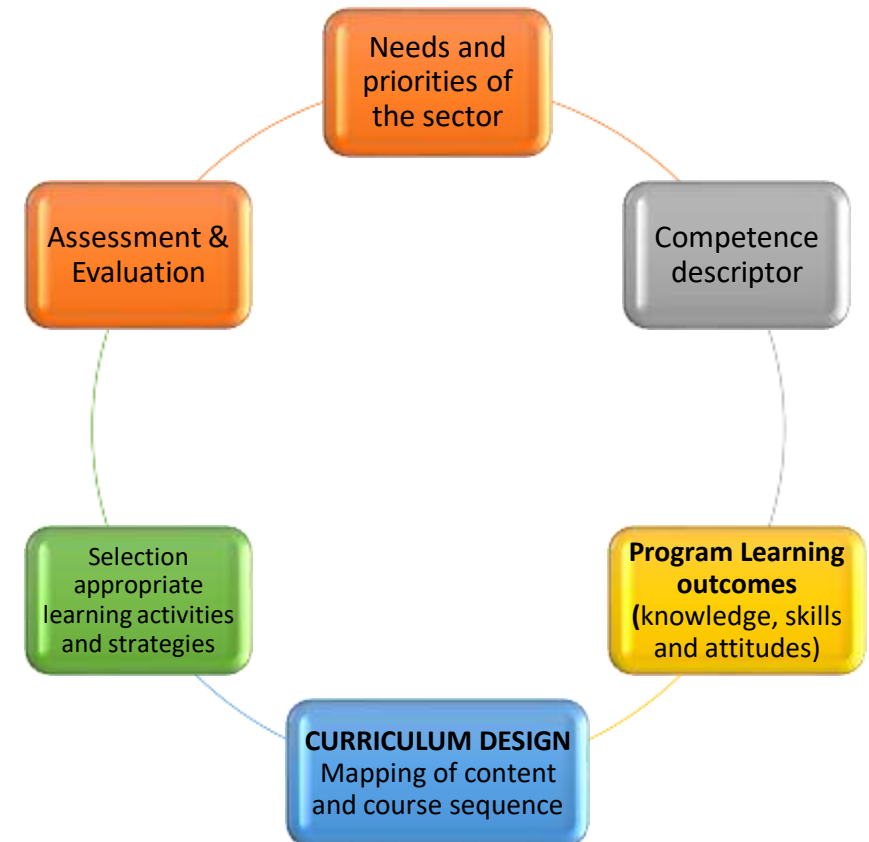 Needs and
priorities of
the sector
Competence
descriptor
Program Learning
outcomes
(knowledge, skills
and attitudes)
CURRICULUM DESIGN
Mapping of content
and course sequence
Selection
appropriate
learning activities
and strategies
Assessment &
Evaluation